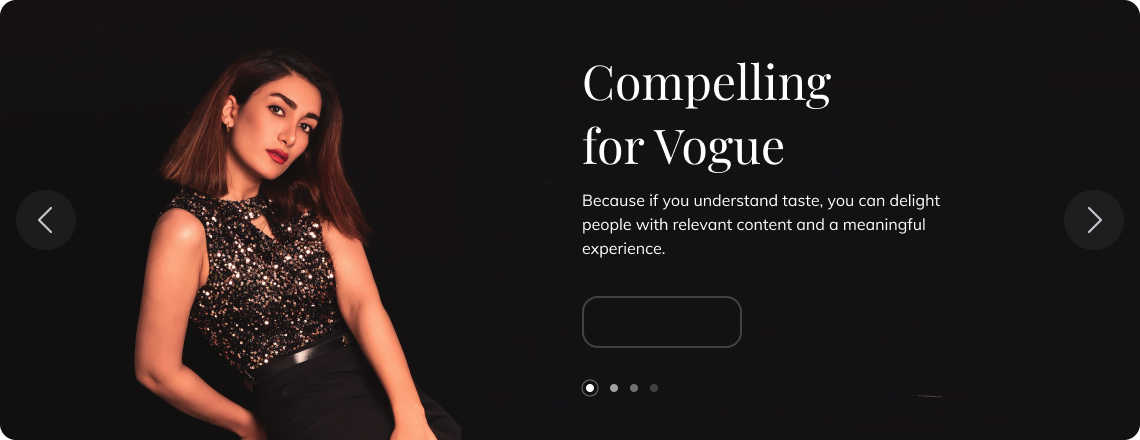 Compelling
for Vogue
Because if you understand taste, you can delight
people with relevant content and a meaningful
experience.